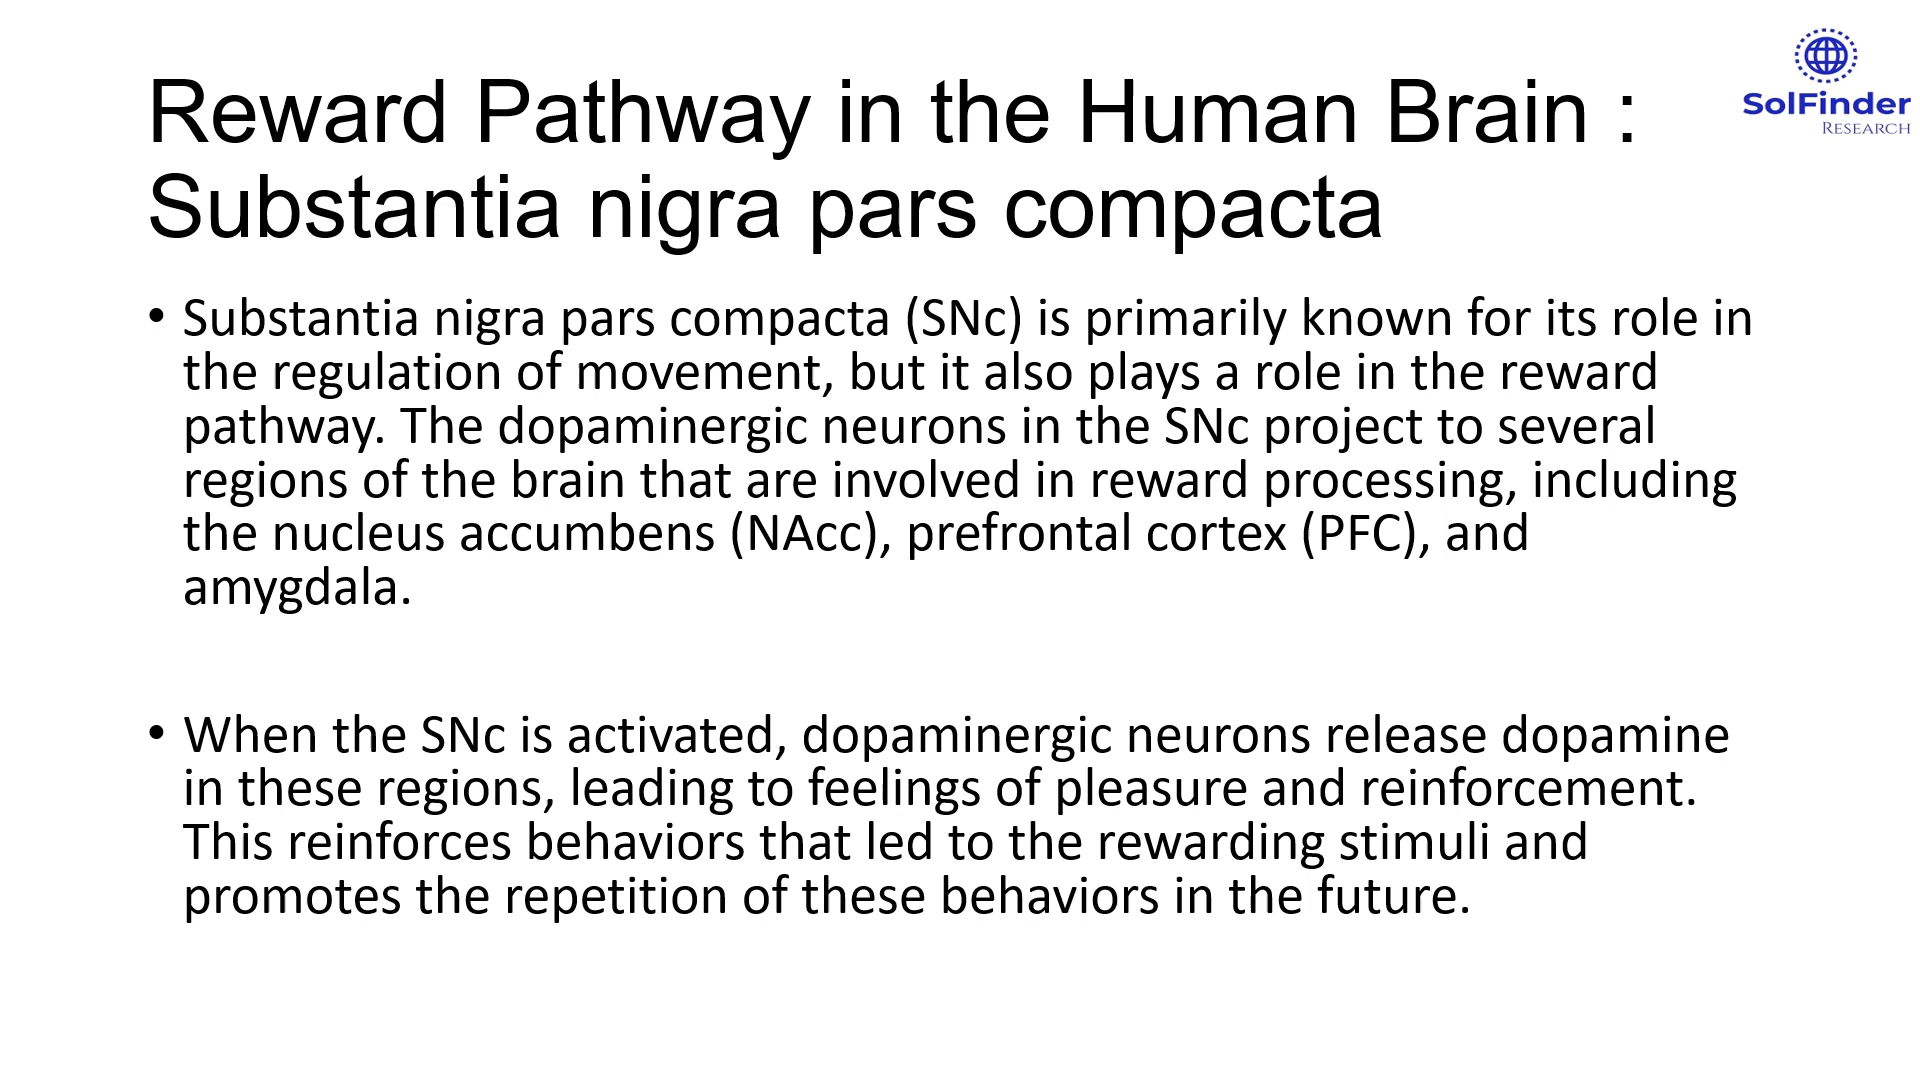 Reward Pathway in the Human Brain :
Substantia nigra pars compacta
SolFinder
RESEARCH
• Substantia nigra pars compacta (SNc) is primarily known for its role in
the regulation of movement, but it also plays a role in the reward
pathway. The dopaminergic neurons in the SNc project to several
regions of the brain that are involved in reward processing, including
the nucleus accumbens (NAcc), prefrontal cortex (PFC), and
amygdala.
• When the SNc is activated, dopaminergic neurons release dopamine
in these regions, leading to feelings of pleasure and reinforcement.
This reinforces behaviors that led to the rewarding stimuli and
promotes the repetition of these behaviors in the future.